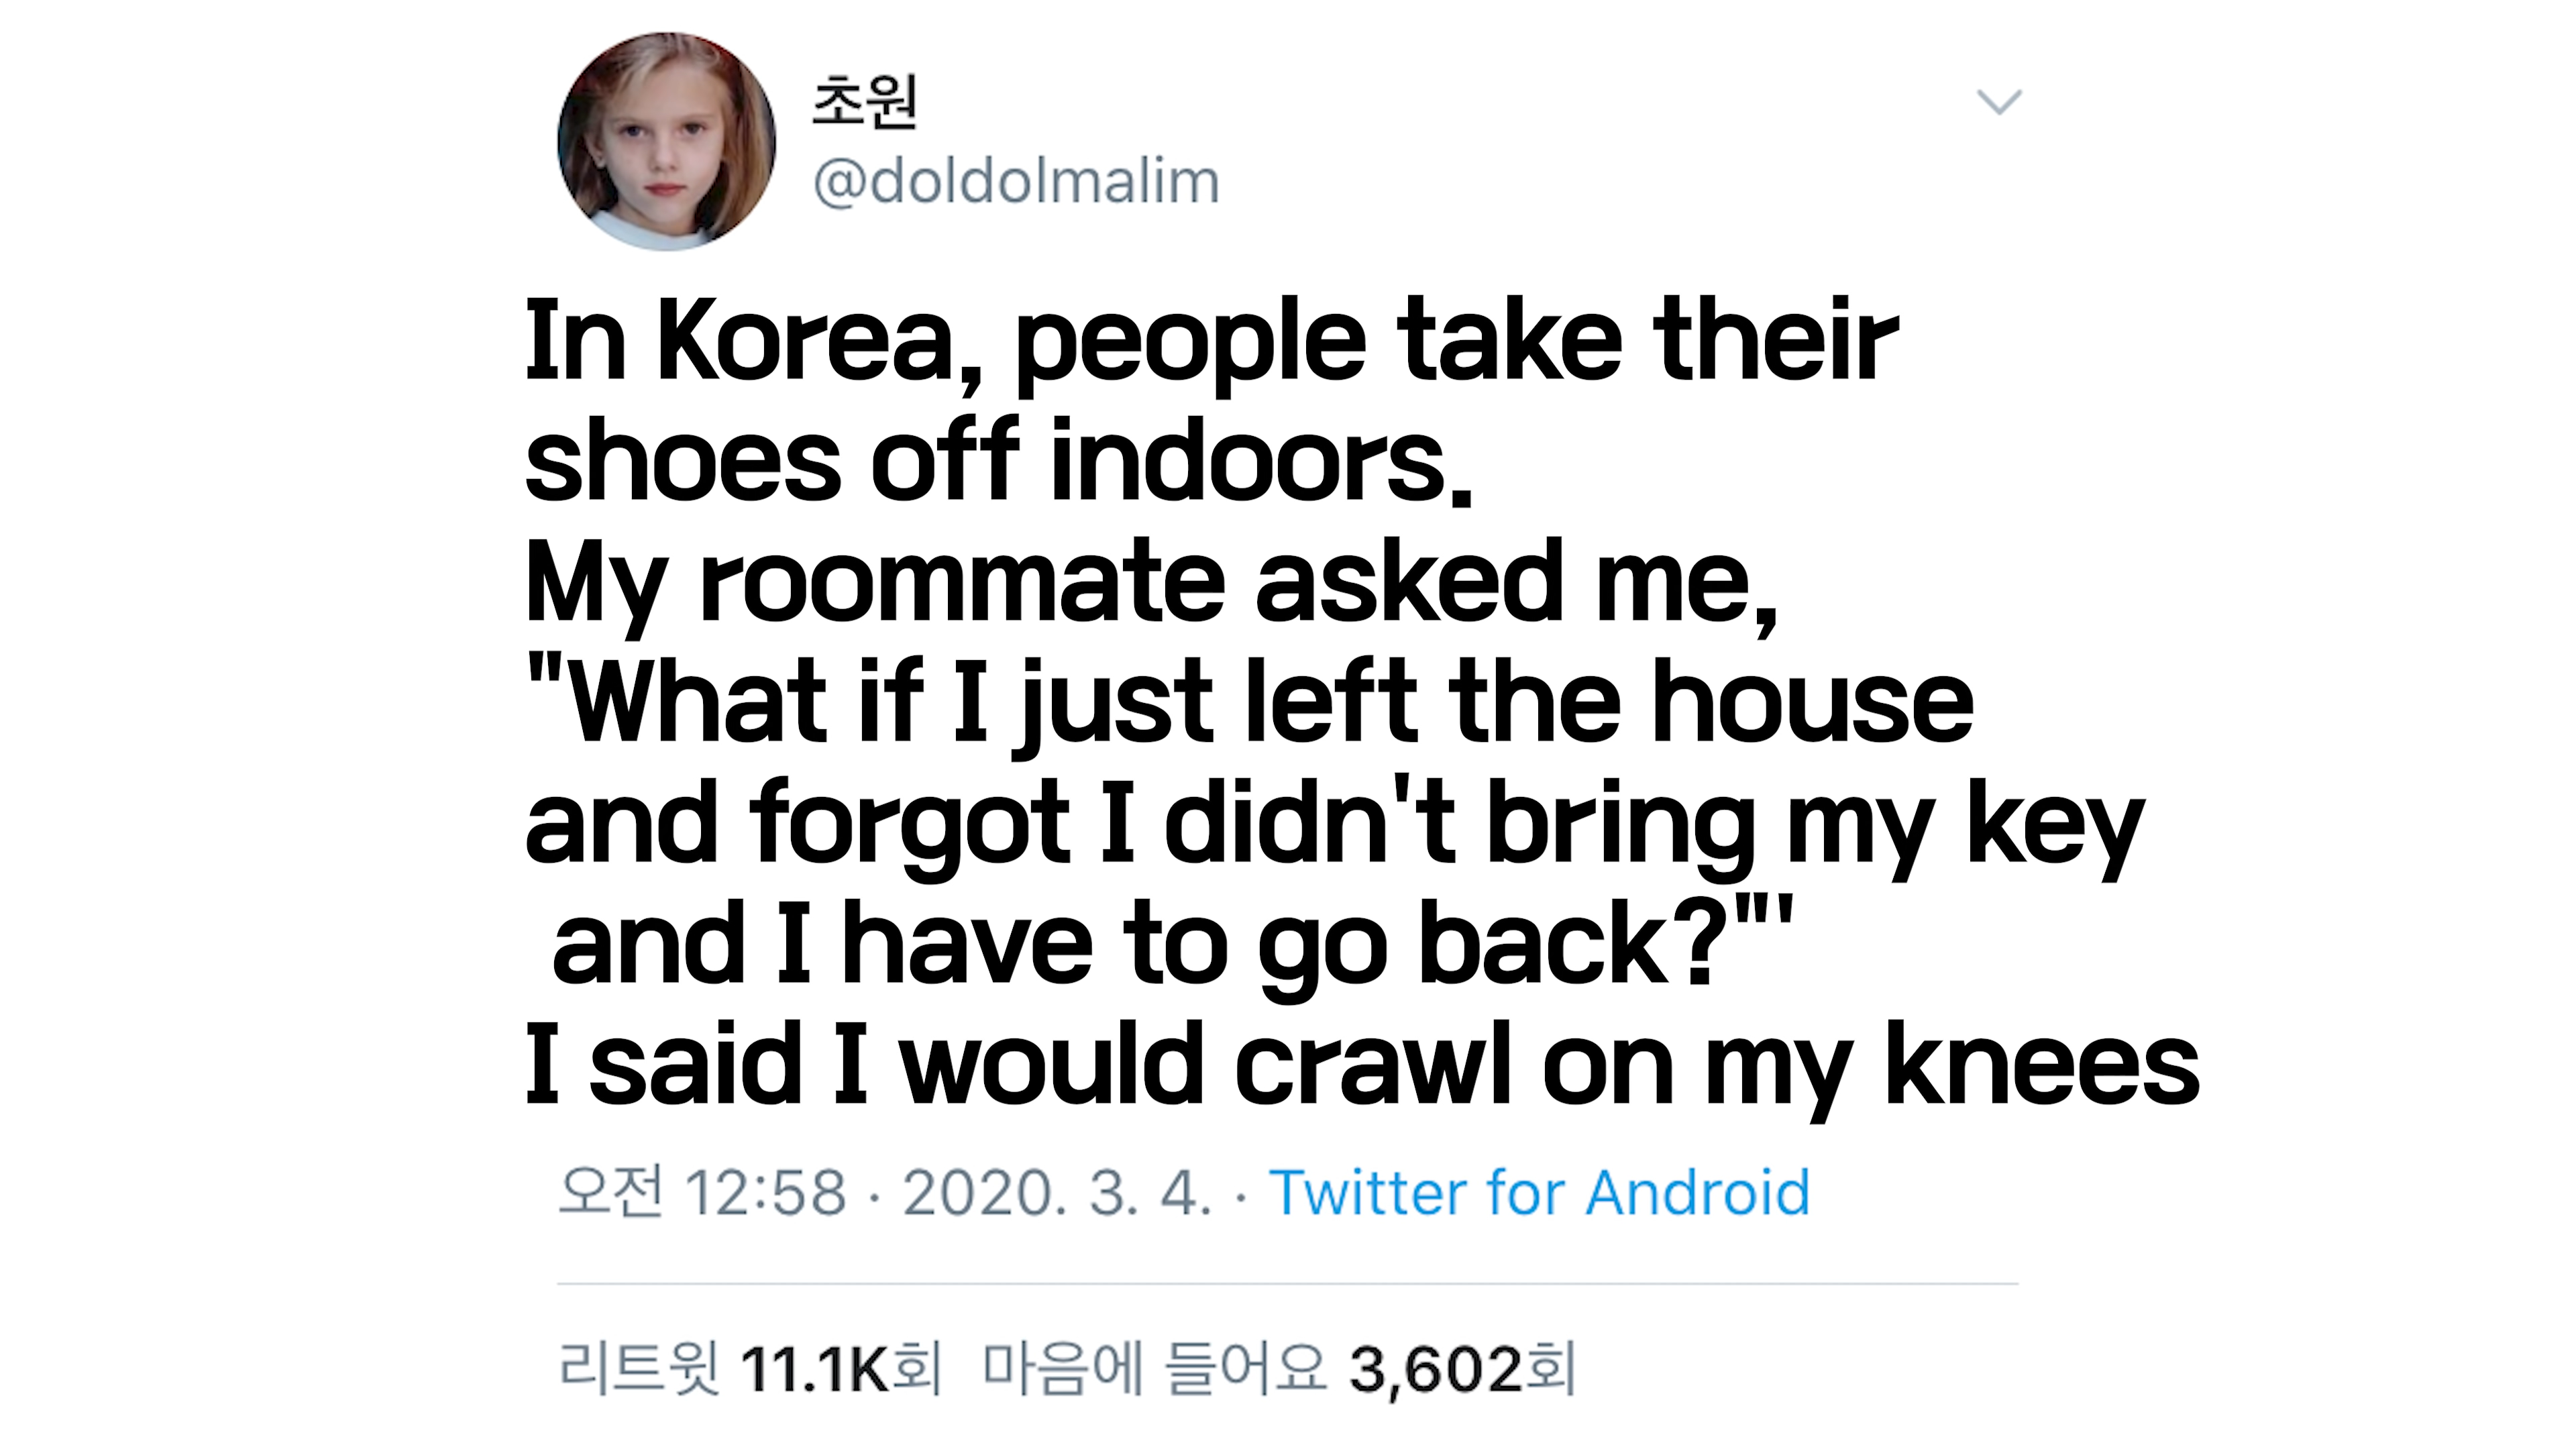 초원
@doldolmalim
In Korea, people take their
shoes off indoors.
My roommate asked me,
"What if I just left the house
and forgot I didn't bring my key
and I have to go back?"'
I said I would crawl on my knees
오전 12:58 · 2020. 3. 4. · Twitter for Android
리트윗 11.1K회 마음에 들어요 3,602회